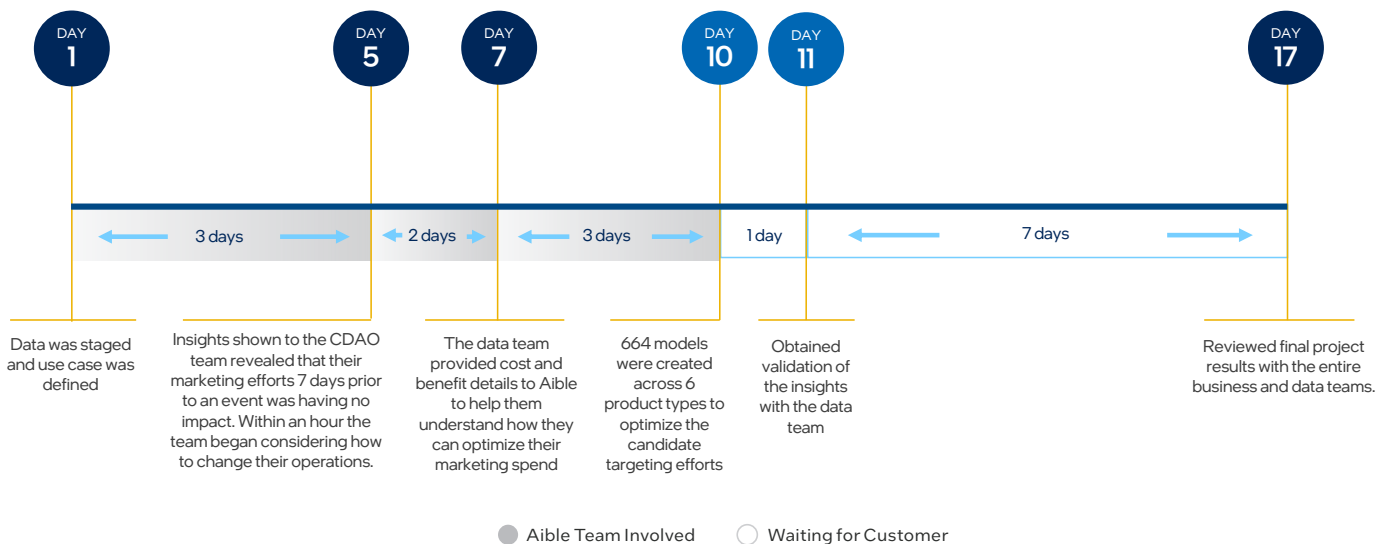 DAY
1
DAY
5
DAY
7
DAY
10
DAY
11
DAY
17
3 days
2 days
3 days
1 day
7 days
Data was staged
and use case was
defined
Insights shown to the CDAO
team revealed that their
marketing efforts 7 days prior
to an event was having no
impact. Within an hour the
team began considering how
to change their operations.
The data team
provided cost and
benefit details to Aible
to help them
understand how they
can optimize their
marketing spend
664 models
were created
across 6
product types to
optimize the
candidate
targeting efforts
Obtained
validation of
the insights
with the data
team
Reviewed final project
results with the entire
business and data teams.
Aible Team Involved
Waiting for Customer